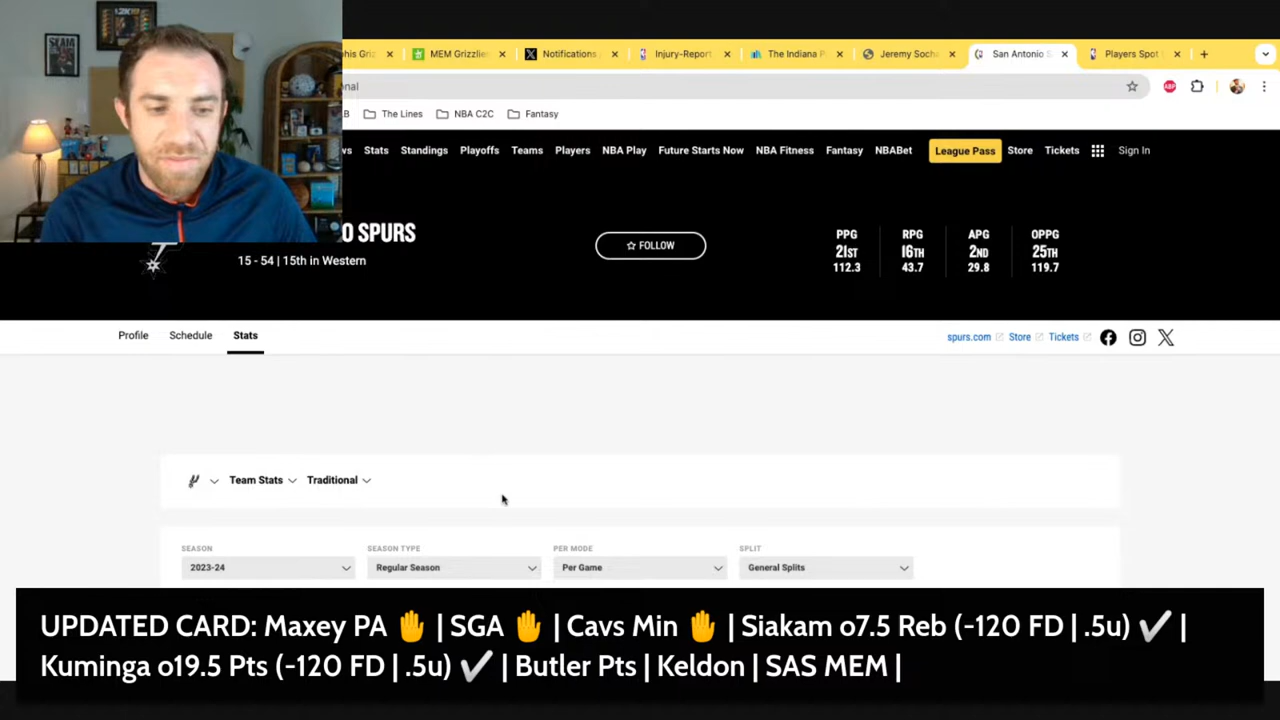 phis Griz
MEM Grizzlies
Notifications
Injury-Report
The Indiana P
Jeremy Socha
San Antonio S
Players Spot
nal
B
The Lines
NBA C2C
Fantasy
ws
Stats
Standings
Playoffs
Teams
Players
NBA Play
Future Starts Now
NBA Fitness
Fantasy
NBABet
League Pass
Store
Tickets
Sign In
O SPURS
15 - 54 | 15th in Western
☆ FOLLOW
PPG
21ST
112.3
RPG
16TH
43.7
APG
2ND
29.8
OPPG
25TH
119.7
Profile
Schedule
Stats
spurs.com
Store
Tickets
Team Stats
Traditional
SEASON
2023-24
SEASON TYPE
Regular Season
PER MODE
Per Game
SPLIT
General Splits
UPDATED CARD: Maxey PA ✋ | SGA ✋ | Cavs Min ✋ | Siakam o7.5 Reb (-120 FD | .5u) ✔ |
Kuminga o19.5 Pts (-120 FD | .5u) ✔ | Butler Pts | Keldon | SAS MEM |